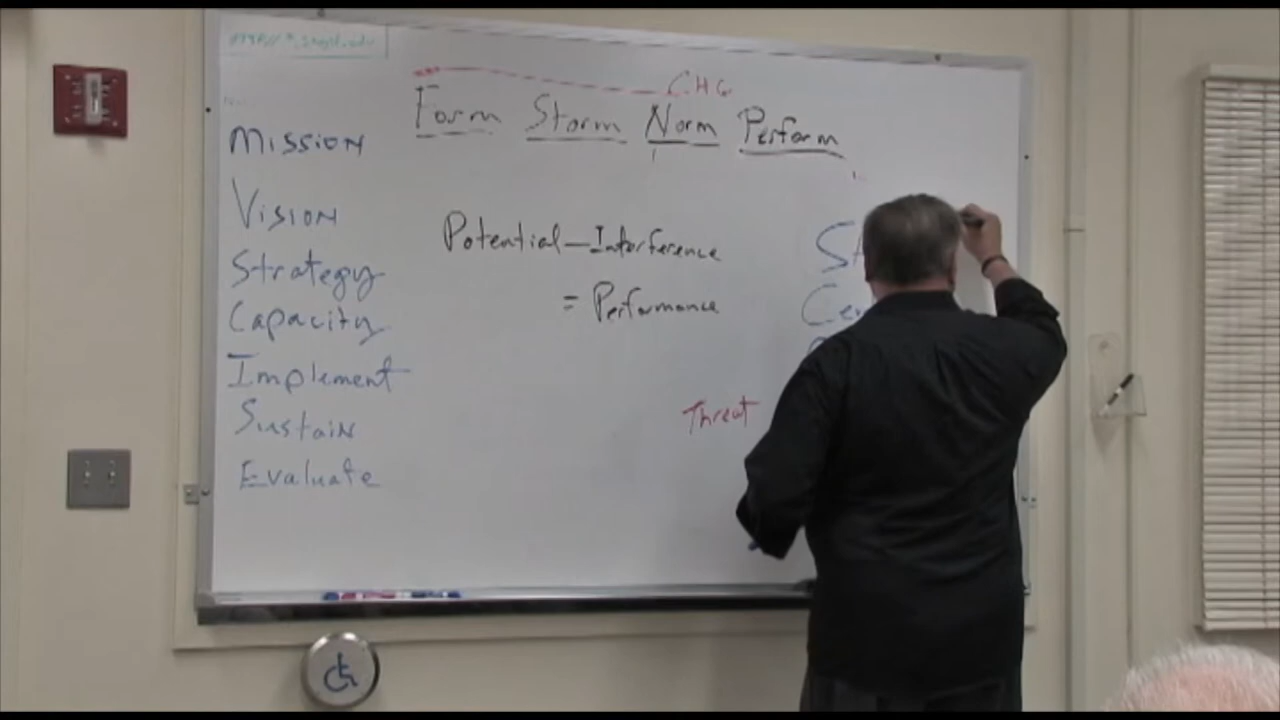 CHG
Form Storm Norm Perform
Mission
Vision
Strategy
Capacity
Implement
Sustain
Evaluate
Potential — Interference
= Performance
Threat